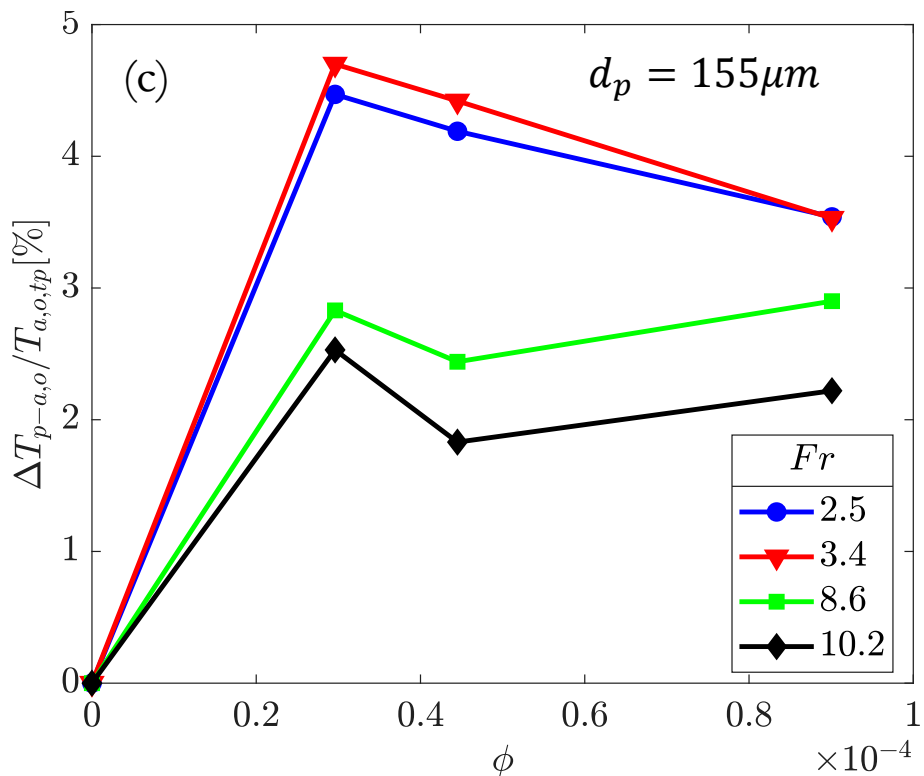 (c)
d_p = 155μm
5
4
3
2
1
0
ΔT_{p−a,o}/T_{a,o,tp}[%]
Fr
2.5
3.4
8.6
10.2
0 0.2 0.4 0.6 0.8 1
ϕ ×10^{−4}